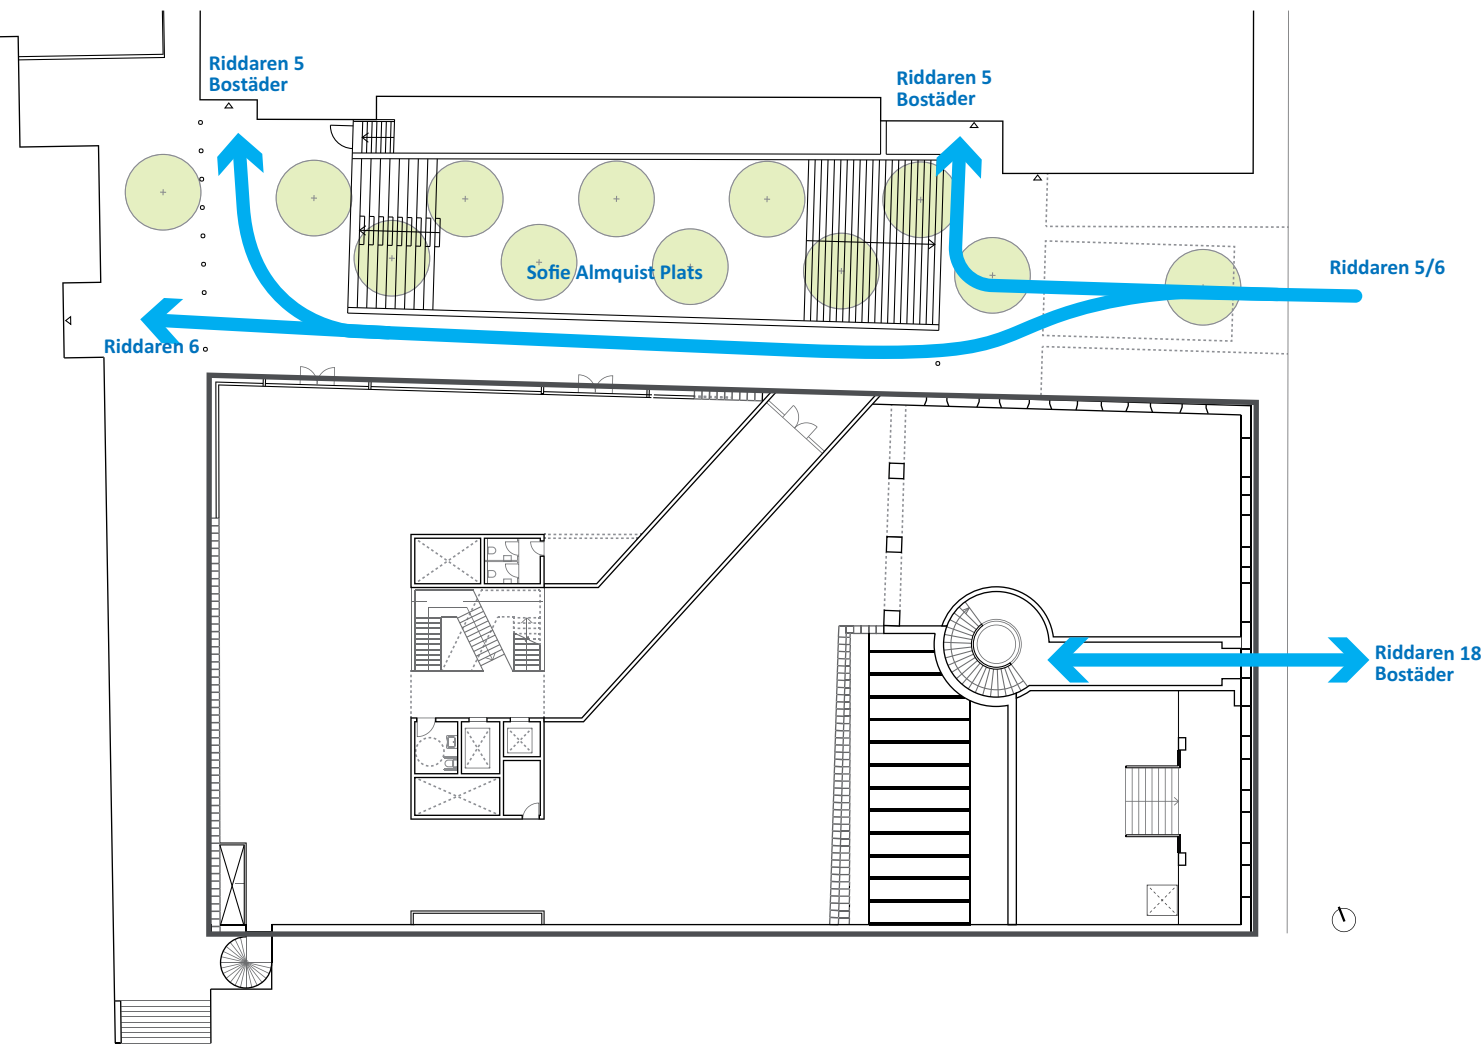 Riddaren 5
Bostäder
Riddaren 5
Bostäder
Sofie Almquist Plats
Riddaren 5/6
Riddaren 6
Riddaren 18
Bostäder